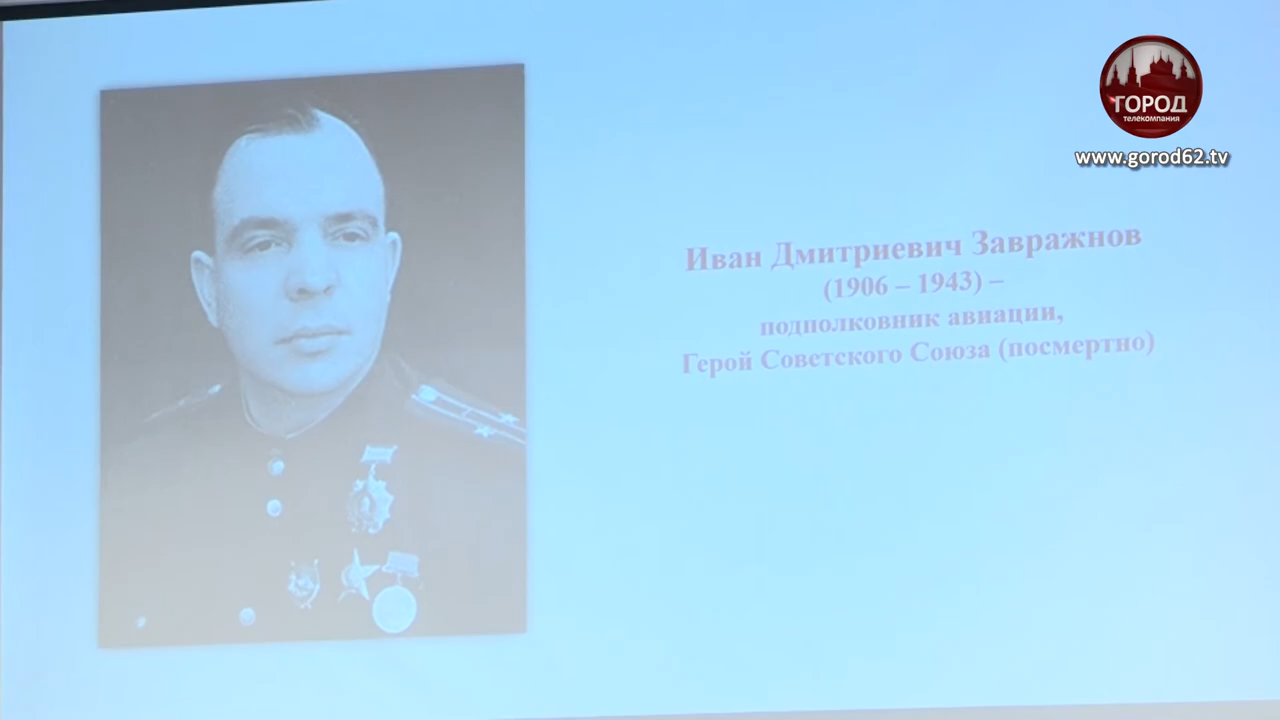 ГОРОД
телекомпания
www.gorod62.tv
Иван Дмитриевич Завражнов
(1906 – 1943) –
подполковник авиации,
Герой Советского Союза (посмертно)